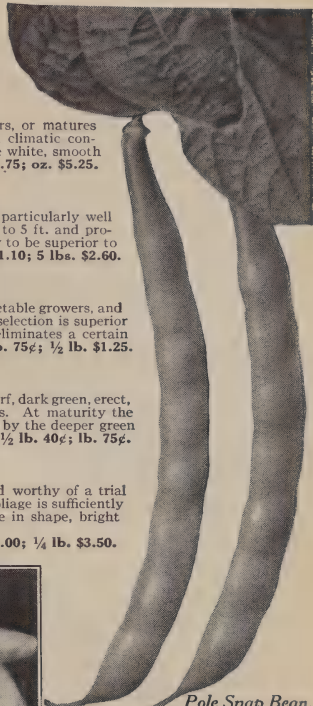 rs, or matures
climatic con-
e white, smooth
.75; oz. $5.25.
particularly well
to 5 ft. and pro-
to be superior to
1.10; 5 lbs. $2.60.
etable growers, and
selection is superior
eliminates a certain
b. 75¢; ½ lb. $1.25.
rf, dark green, erect,
s. At maturity the
by the deeper green
½ lb. 40¢; lb. 75¢.
d worthy of a trial
oliage is sufficiently
e in shape, bright
.00; ¼ lb. $3.50.
Pole Snap Bean